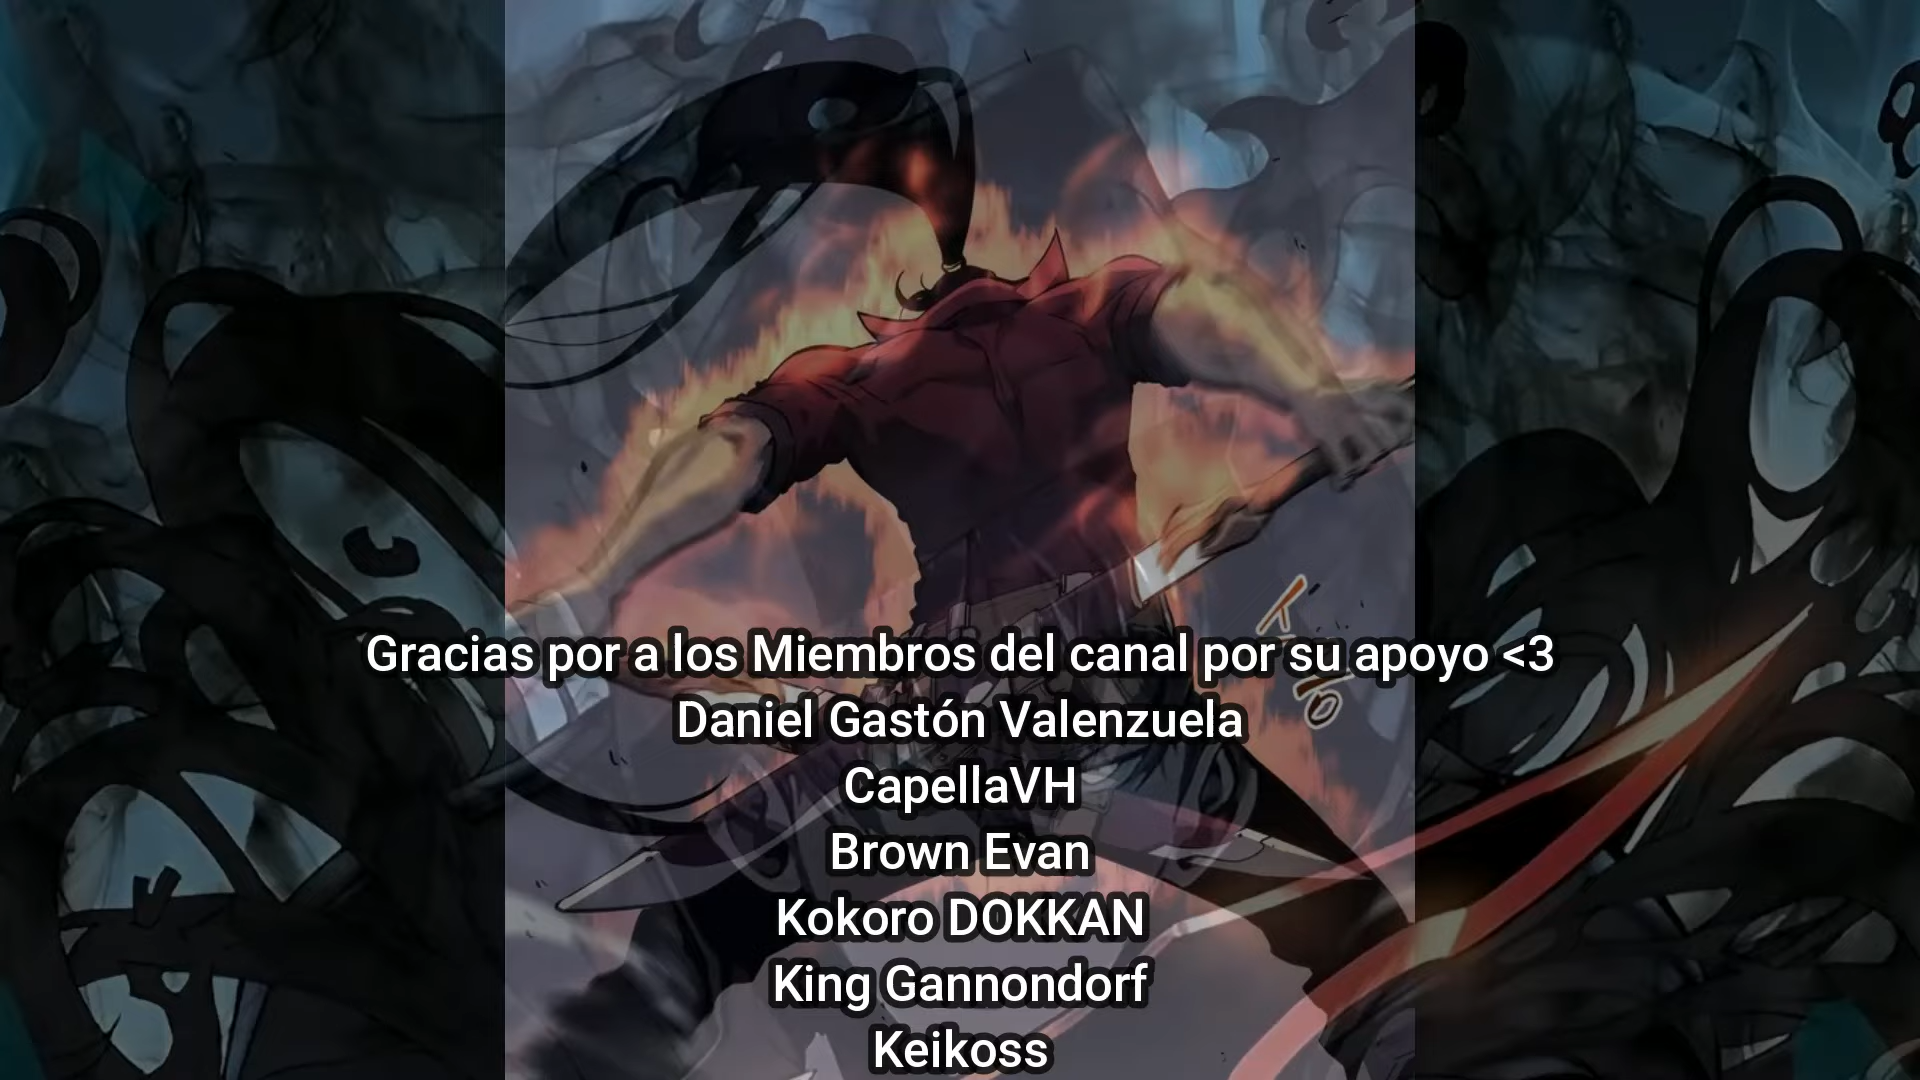 Gracias por a los Miembros del canal por su apoyo <3
Daniel Gastón Valenzuela
CapellaVH
Brown Evan
Kokoro DOKKAN
King Gannondorf
Keikoss